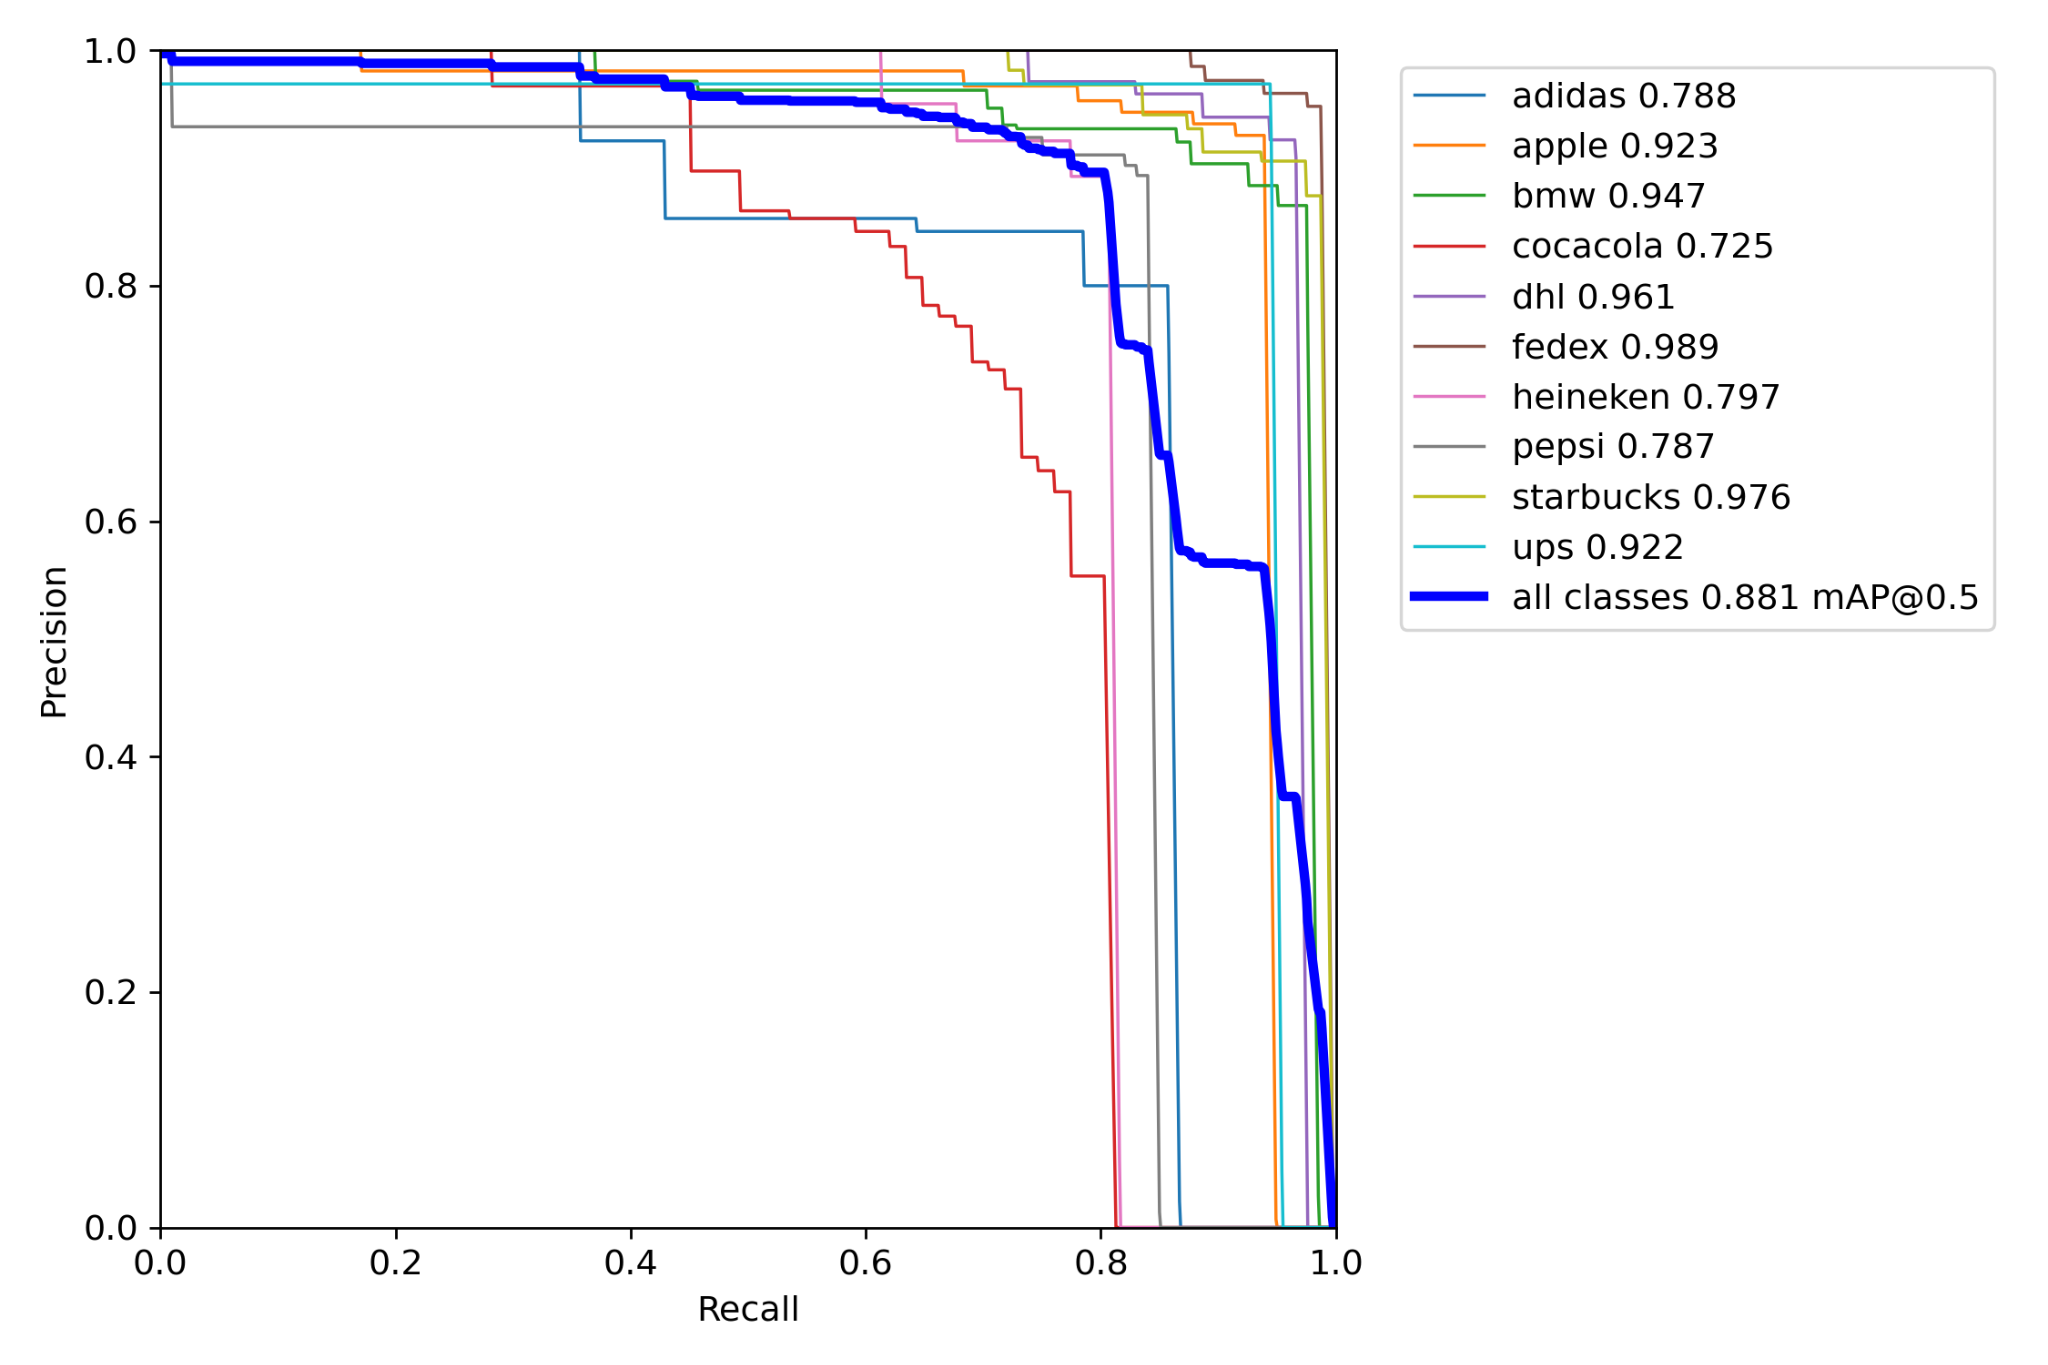 1.0
0.8
0.6
0.4
0.2
0.0
Precision
0.0 0.2 0.4 0.6 0.8 1.0
Recall
adidas 0.788
apple 0.923
bmw 0.947
cocacola 0.725
dhl 0.961
fedex 0.989
heineken 0.797
pepsi 0.787
starbucks 0.976
ups 0.922
all classes 0.881 mAP@0.5